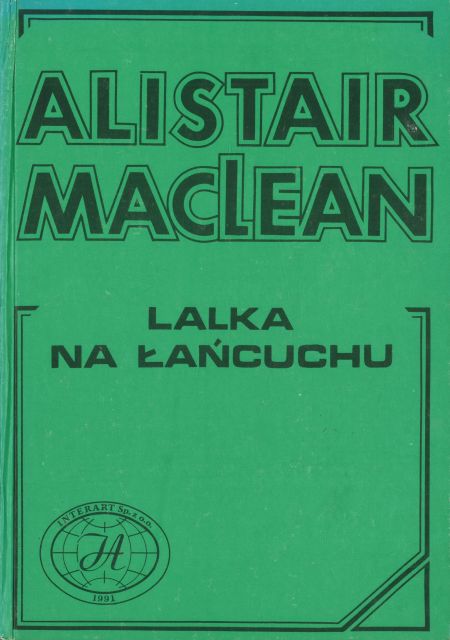 ALISTAIR
MACLEAN
LALKA
NA ŁAŃCUCHU
INTERART Sp. z o.o.
IA
1991